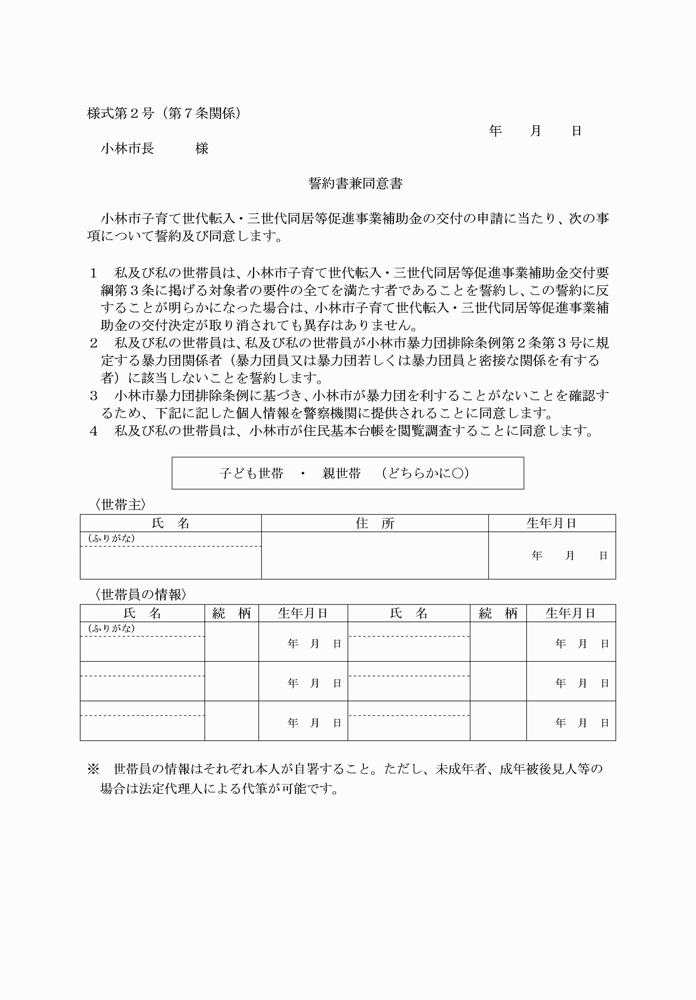 様式第２号（第７条関係）
年　　月　　日
小林市長　　　様
誓約書兼同意書
　小林市子育て世代転入・三世代同居等促進事業補助金の交付の申請に当たり、次の事
項について誓約及び同意します。
１　私及び私の世帯員は、小林市子育て世代転入・三世代同居等促進事業補助金交付要
綱第３条に掲げる対象者の要件の全てを満たす者であることを誓約し、この誓約に反
することが明らかになった場合は、小林市子育て世代転入・三世代同居等促進事業補
助金の交付決定が取り消されても異存はありません。
２　私及び私の世帯員は、私及び私の世帯員が小林市暴力団排除条例第２条第３号に規
定する暴力団関係者（暴力団員又は暴力団若しくは暴力団員と密接な関係を有する
者）に該当しないことを誓約します。
３　小林市暴力団排除条例に基づき、小林市が暴力団を利することがないことを確認す
るため、下記に記した個人情報を警察機関に提供されることに同意します。
４　私及び私の世帯員は、小林市が住民基本台帳を閲覧調査することに同意します。
子ども世帯　・　親世帯　（どちらかに〇）
〈世帯主〉
氏　名　住　所　生年月日
（ふりがな）
年　　月　　日
〈世帯員の情報〉
氏　名　続　柄　生年月日　氏　名　続　柄　生年月日
（ふりがな）
年　月　日　年　月　日
年　月　日　年　月　日
年　月　日　年　月　日
※　世帯員の情報はそれぞれ本人が自署すること。ただし、未成年者、成年被後見人等の
場合は法定代理人による代筆が可能です。